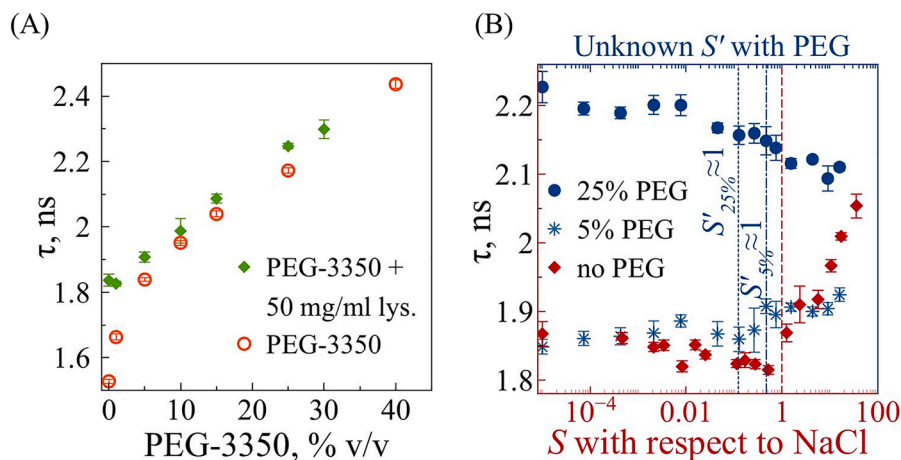 (A)
τ, ns
2.4
2.2
2
1.8
1.6
PEG-3350 +
50 mg/ml lys.
PEG-3350
0
10
20
30
40
PEG-3350, % v/v
(B)
Unknown S′ with PEG
τ, ns
2.2
2.1
2
1.9
1.8
25% PEG
5% PEG
no PEG
S′25%≈1
S′5%≈1
10⁻⁴
0.01
1
100
S with respect to NaCl